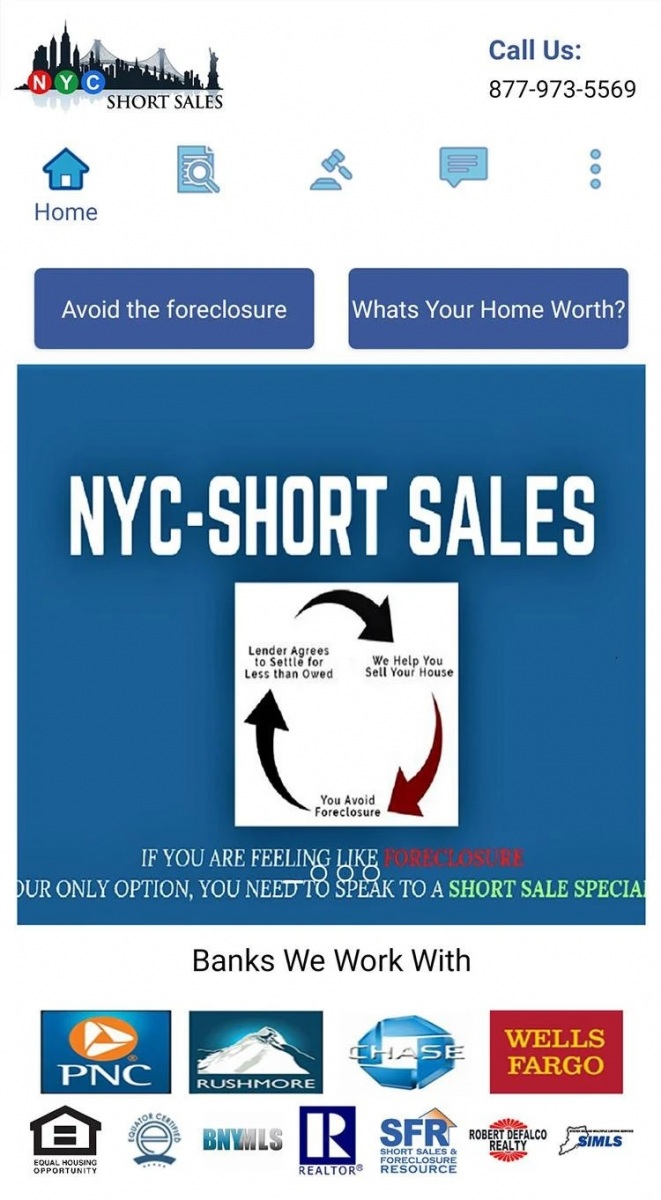 NYC
SHORT SALES
Call Us:
877-973-5569
Home
Avoid the foreclosure
Whats Your Home Worth?
NYC-SHORT SALES
Lender Agrees
to Settle for
Less than Owed
We Help You
Sell Your House
You Avoid
Foreclosure
IF YOU ARE FEELING LIKE FORECLOSURE
OUR ONLY OPTION, YOU NEED TO SPEAK TO A SHORT SALE SPECIA
Banks We Work With
PNC
RUSHMORE
CHASE
WELLS
FARGO
EQUAL HOUSING
OPPORTUNITY
EQUATOR CERTIFIED
BNYMLS
R
REALTOR®
SFR
SHORT SALES &
FORECLOSURE
RESOURCE
ROBERT DEFALCO
REALTY
SIMLS